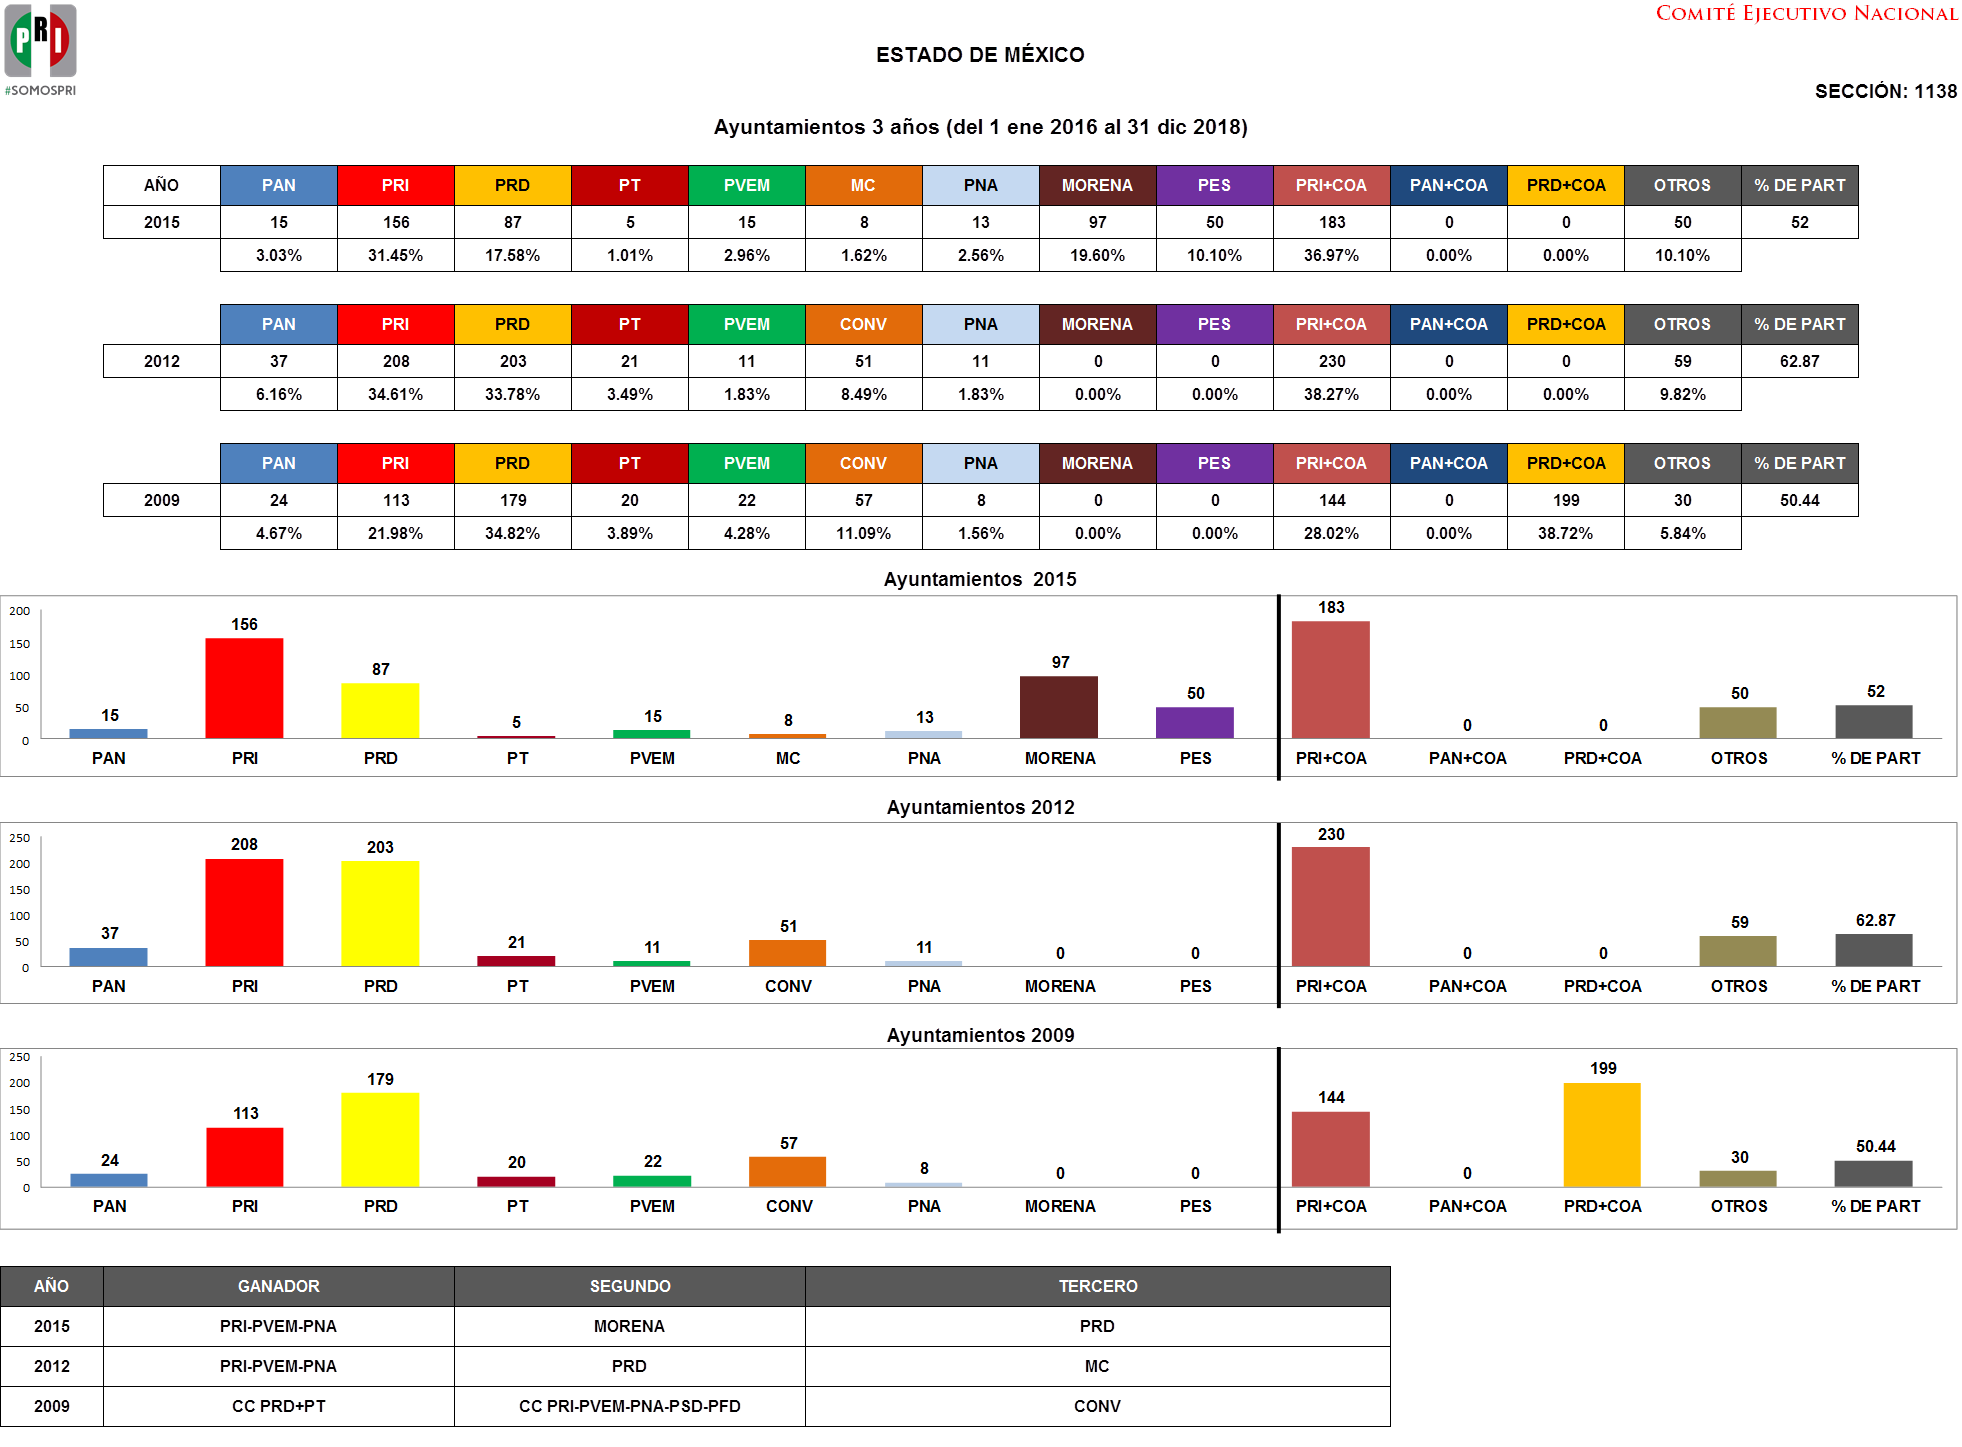 PRI
#SOMOSPRI
COMITÉ EJECUTIVO NACIONAL
ESTADO DE MÉXICO
SECCIÓN: 1138
Ayuntamientos 3 años (del 1 ene 2016 al 31 dic 2018)
AÑO PAN PRI PRD PT PVEM MC PNA MORENA PES PRI+COA PAN+COA PRD+COA OTROS % DE PART
2015 15 156 87 5 15 8 13 97 50 183 0 0 50 52
3.03% 31.45% 17.58% 1.01% 2.96% 1.62% 2.56% 19.60% 10.10% 36.97% 0.00% 0.00% 10.10%
PAN PRI PRD PT PVEM CONV PNA MORENA PES PRI+COA PAN+COA PRD+COA OTROS % DE PART
2012 37 208 203 21 11 51 11 0 0 230 0 0 59 62.87
6.16% 34.61% 33.78% 3.49% 1.83% 8.49% 1.83% 0.00% 0.00% 38.27% 0.00% 0.00% 9.82%
PAN PRI PRD PT PVEM CONV PNA MORENA PES PRI+COA PAN+COA PRD+COA OTROS % DE PART
2009 24 113 179 20 22 57 8 0 0 144 0 199 30 50.44
4.67% 21.98% 34.82% 3.89% 4.28% 11.09% 1.56% 0.00% 0.00% 28.02% 0.00% 38.72% 5.84%
Ayuntamientos 2015
200
150
100
50
0
15 156 87 5 15 8 13 97 50 183 0 0 50 52
PAN PRI PRD PT PVEM MC PNA MORENA PES PRI+COA PAN+COA PRD+COA OTROS % DE PART
Ayuntamientos 2012
250
200
150
100
50
0
37 208 203 21 11 51 11 0 0 230 0 0 59 62.87
PAN PRI PRD PT PVEM CONV PNA MORENA PES PRI+COA PAN+COA PRD+COA OTROS % DE PART
Ayuntamientos 2009
250
200
150
100
50
0
24 113 179 20 22 57 8 0 0 144 0 199 30 50.44
PAN PRI PRD PT PVEM CONV PNA MORENA PES PRI+COA PAN+COA PRD+COA OTROS % DE PART
AÑO GANADOR SEGUNDO TERCERO
2015 PRI-PVEM-PNA MORENA PRD
2012 PRI-PVEM-PNA PRD MC
2009 CC PRD+PT CC PRI-PVEM-PNA-PSD-PFD CONV